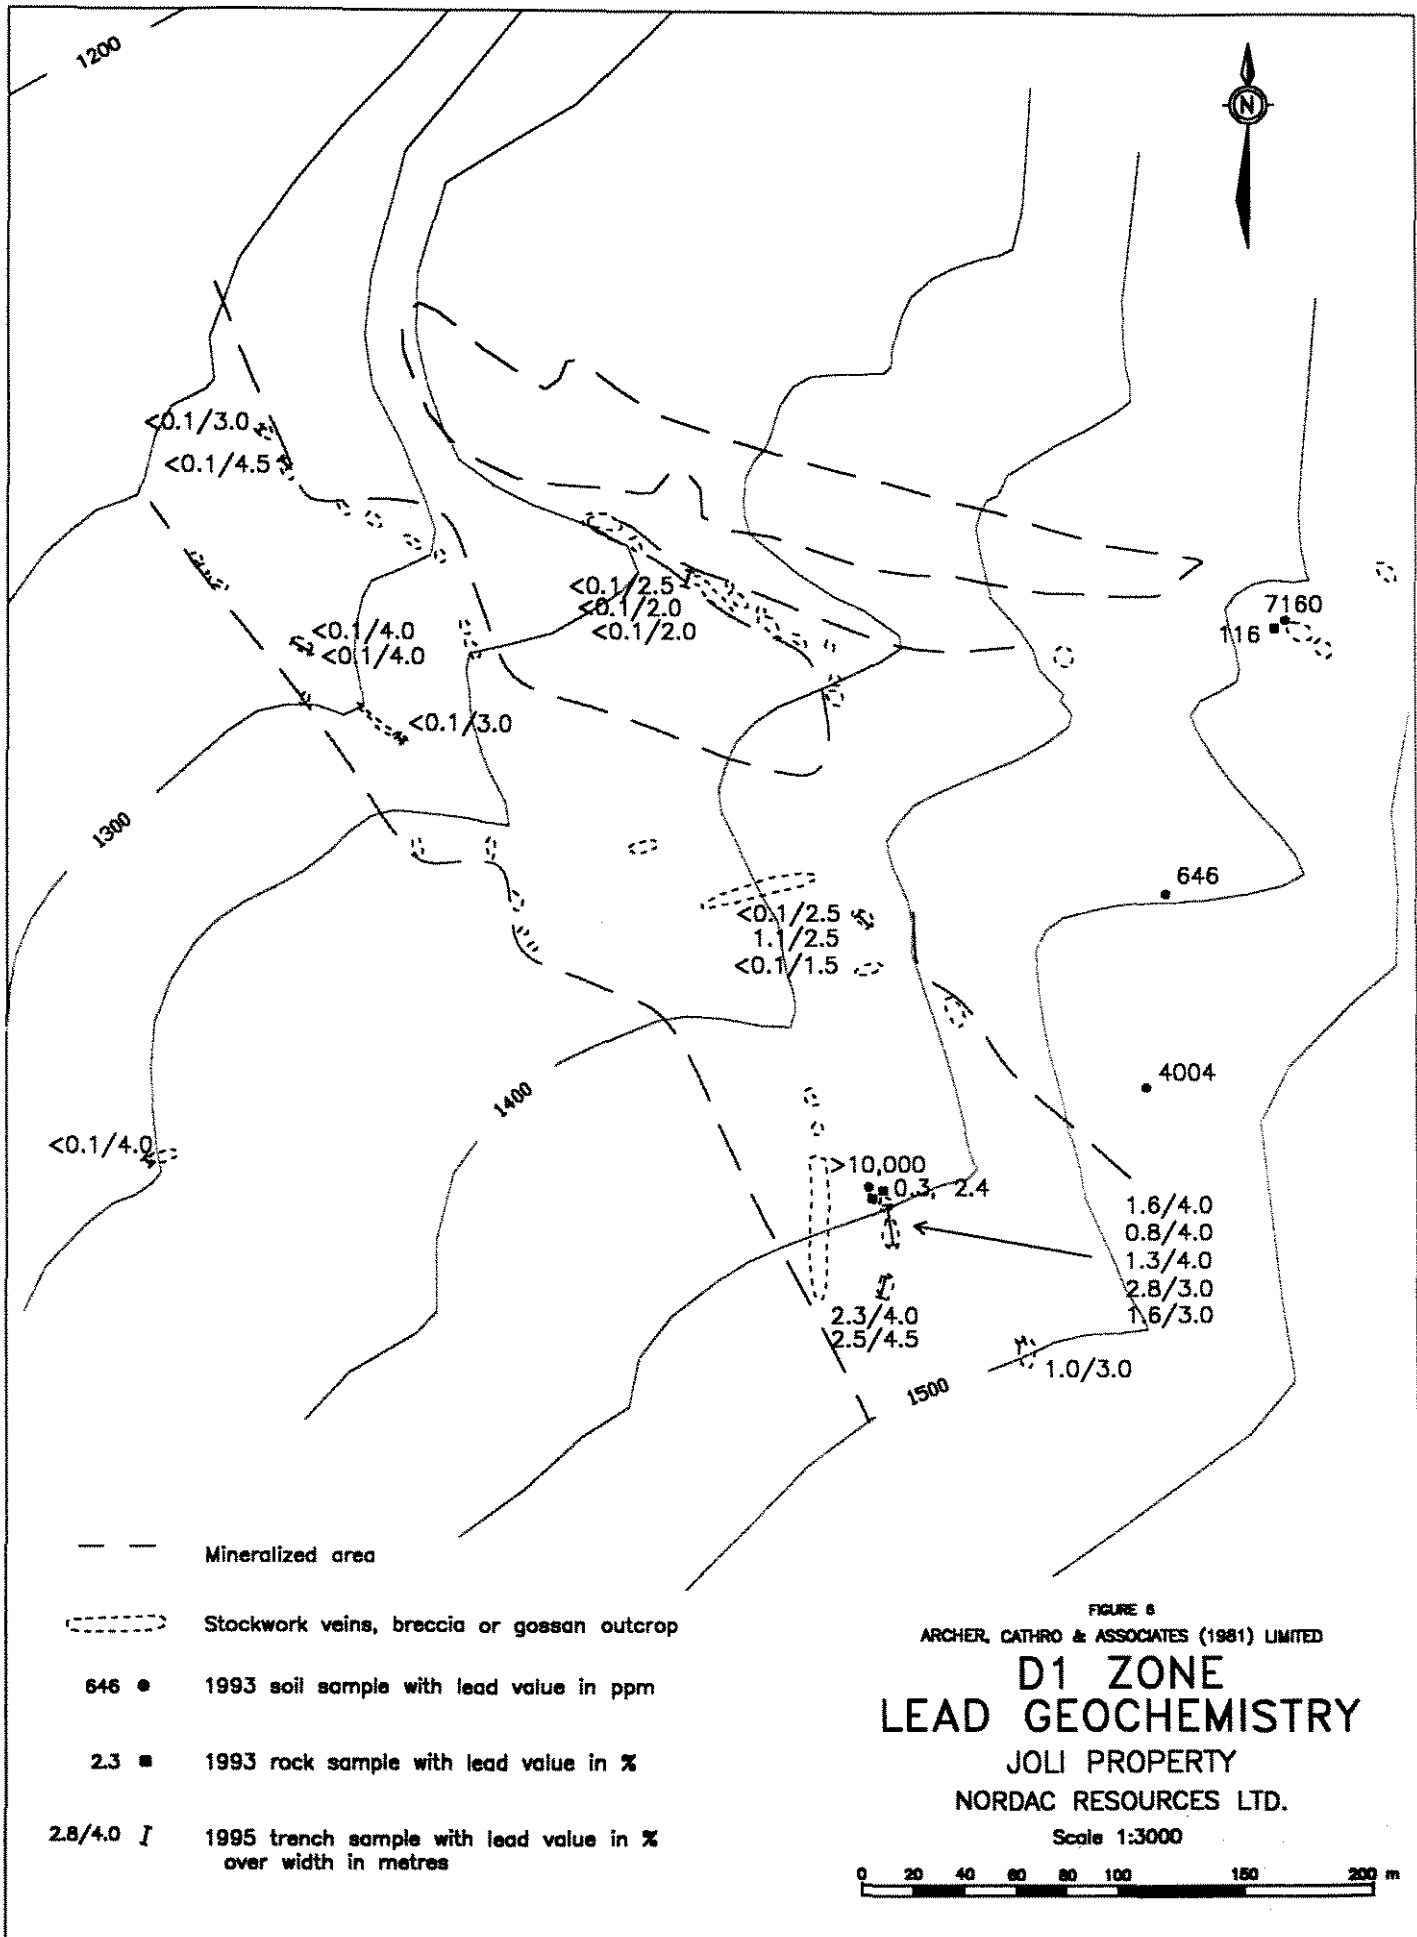 1200
N
<0.1/3.0
<0.1/4.5
<0.1/2.5
<0.1/2.0
<0.1/2.0
7160
116
<0.1/4.0
<0.1/4.0
<0.1/3.0
1300
646
<0.1/2.5
1.1/2.5
<0.1/1.5
4004
1400
<0.1/4.0
>10,000
0.3, 2.4
1.6/4.0
0.8/4.0
1.3/4.0
2.8/3.0
1.6/3.0
2.3/4.0
2.5/4.5
1.0/3.0
1500
Mineralized area
Stockwork veins, breccia or gossan outcrop
646 1993 soil sample with lead value in ppm
2.3 1993 rock sample with lead value in %
2.8/4.0 1995 trench sample with lead value in %
over width in metres
FIGURE 6
ARCHER, CATHRO & ASSOCIATES (1981) LIMITED
D1 ZONE
LEAD GEOCHEMISTRY
JOLI PROPERTY
NORDAC RESOURCES LTD.
Scale 1:3000
0 20 40 60 80 100 150 200 m